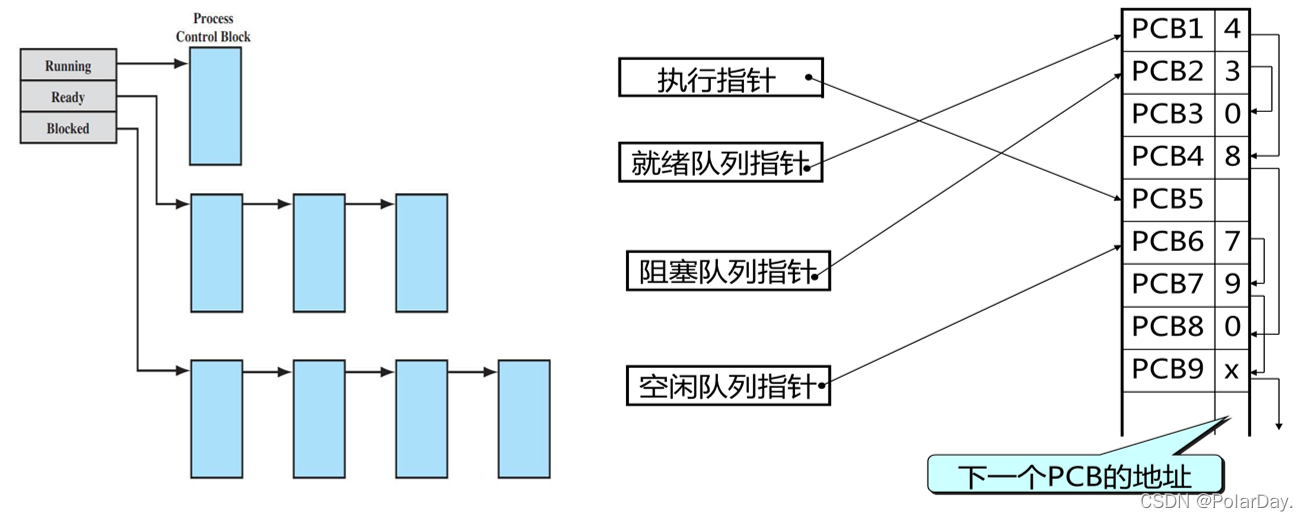 Process
Control Block
Running
Ready
Blocked
执行指针
就绪队列指针
阻塞队列指针
空闲队列指针
PCB1 4
PCB2 3
PCB3 0
PCB4 8
PCB5
PCB6 7
PCB7 9
PCB8 0
PCB9 x
下一个PCB的地址
CSDN @PolarDay.